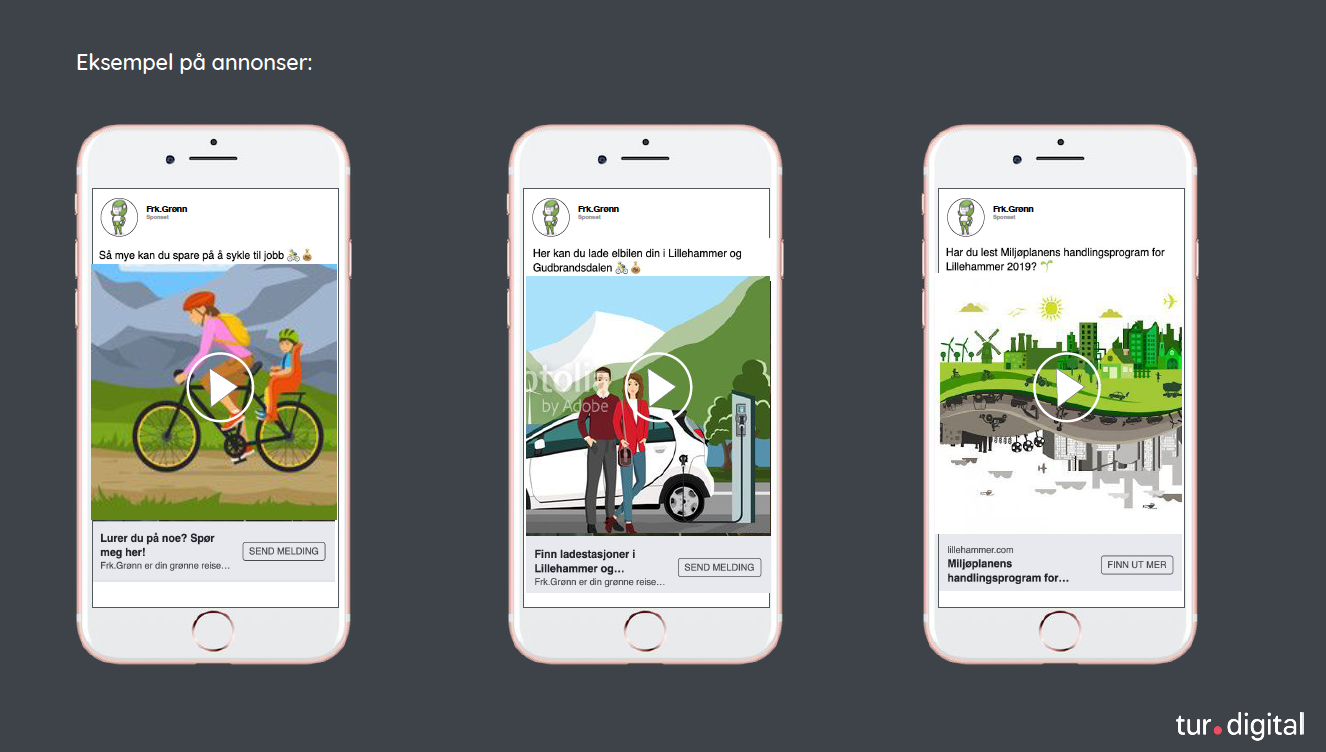 Eksempel på annonser:
Frk.Grønn
Sponset
Så mye kan du spare på å sykle til jobb
Lurer du på noe? Spør
meg her!
Frk.Grønn er din grønne reise...
SEND MELDING
Frk.Grønn
Sponset
Her kan du lade elbilen din i Lillehammer og
Gudbrandsdalen
otolia
by Adobe
Finn ladestasjoner i
Lillehammer og...
Frk.Grønn er din grønne reise...
SEND MELDING
Frk.Grønn
Sponset
Har du lest Miljøplanens handlingsprogram for
Lillehammer 2019?
lillehammer.com
Miljøplanens
handlingsprogram for...
FINN UT MER
tur.digital